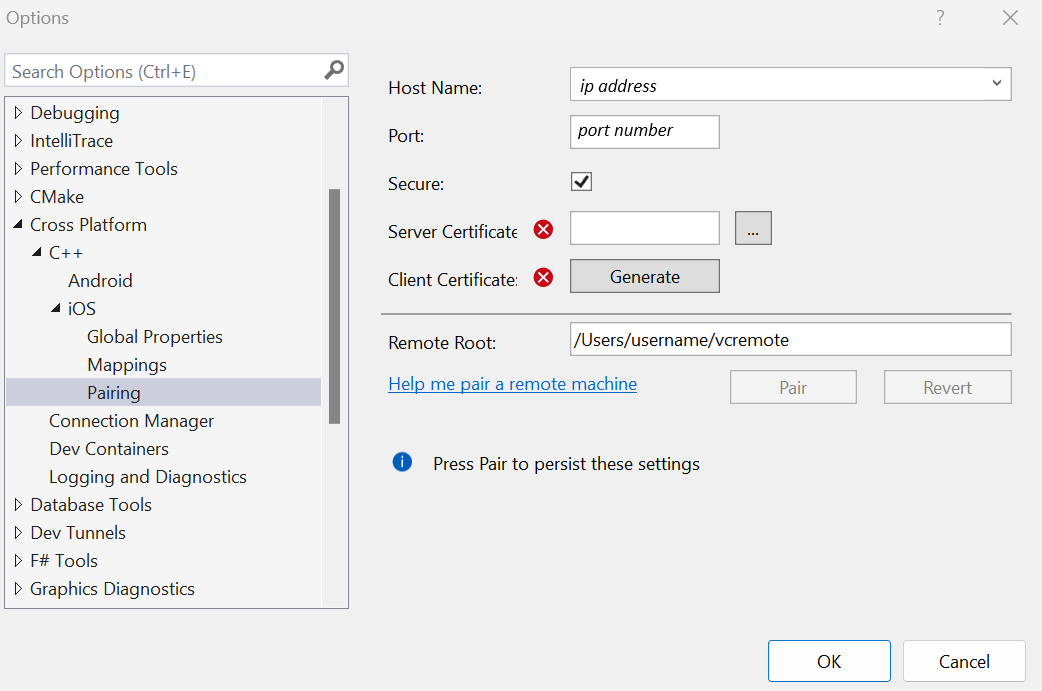 Options
?
Search Options (Ctrl+E)
Debugging
IntelliTrace
Performance Tools
CMake
Cross Platform
C++
Android
iOS
Global Properties
Mappings
Pairing
Connection Manager
Dev Containers
Logging and Diagnostics
Database Tools
Dev Tunnels
F# Tools
Graphics Diagnostics
Host Name: ip address
Port: port number
Secure:
Server Certificate
...
Client Certificate: Generate
Remote Root: /Users/username/vcremote
Help me pair a remote machine
Pair
Revert
Press Pair to persist these settings
OK
Cancel